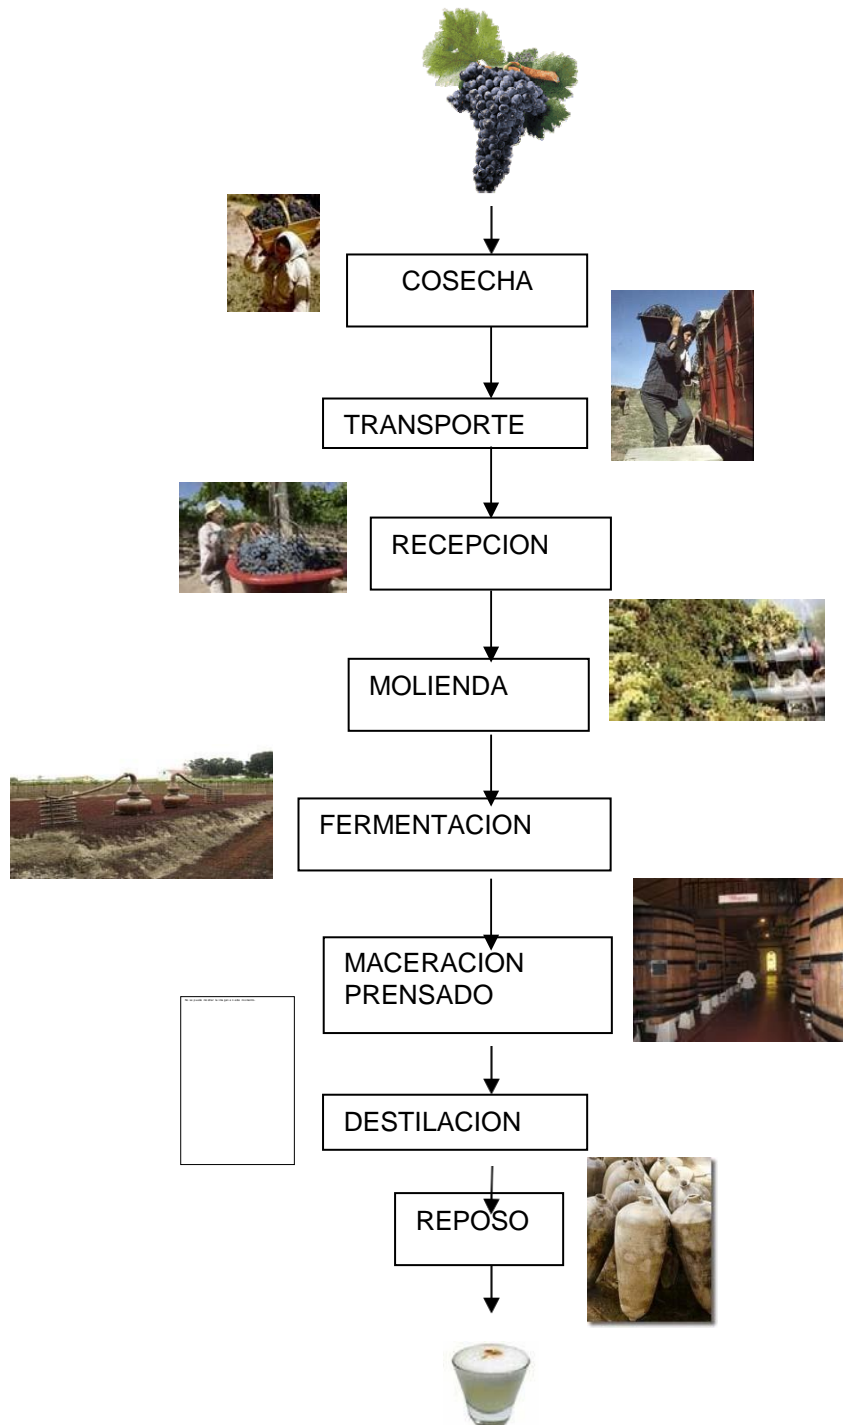 COSECHA
TRANSPORTE
RECEPCION
MOLIENDA
FERMENTACION
MACERACION
PRENSADO
DESTILACION
REPOSO